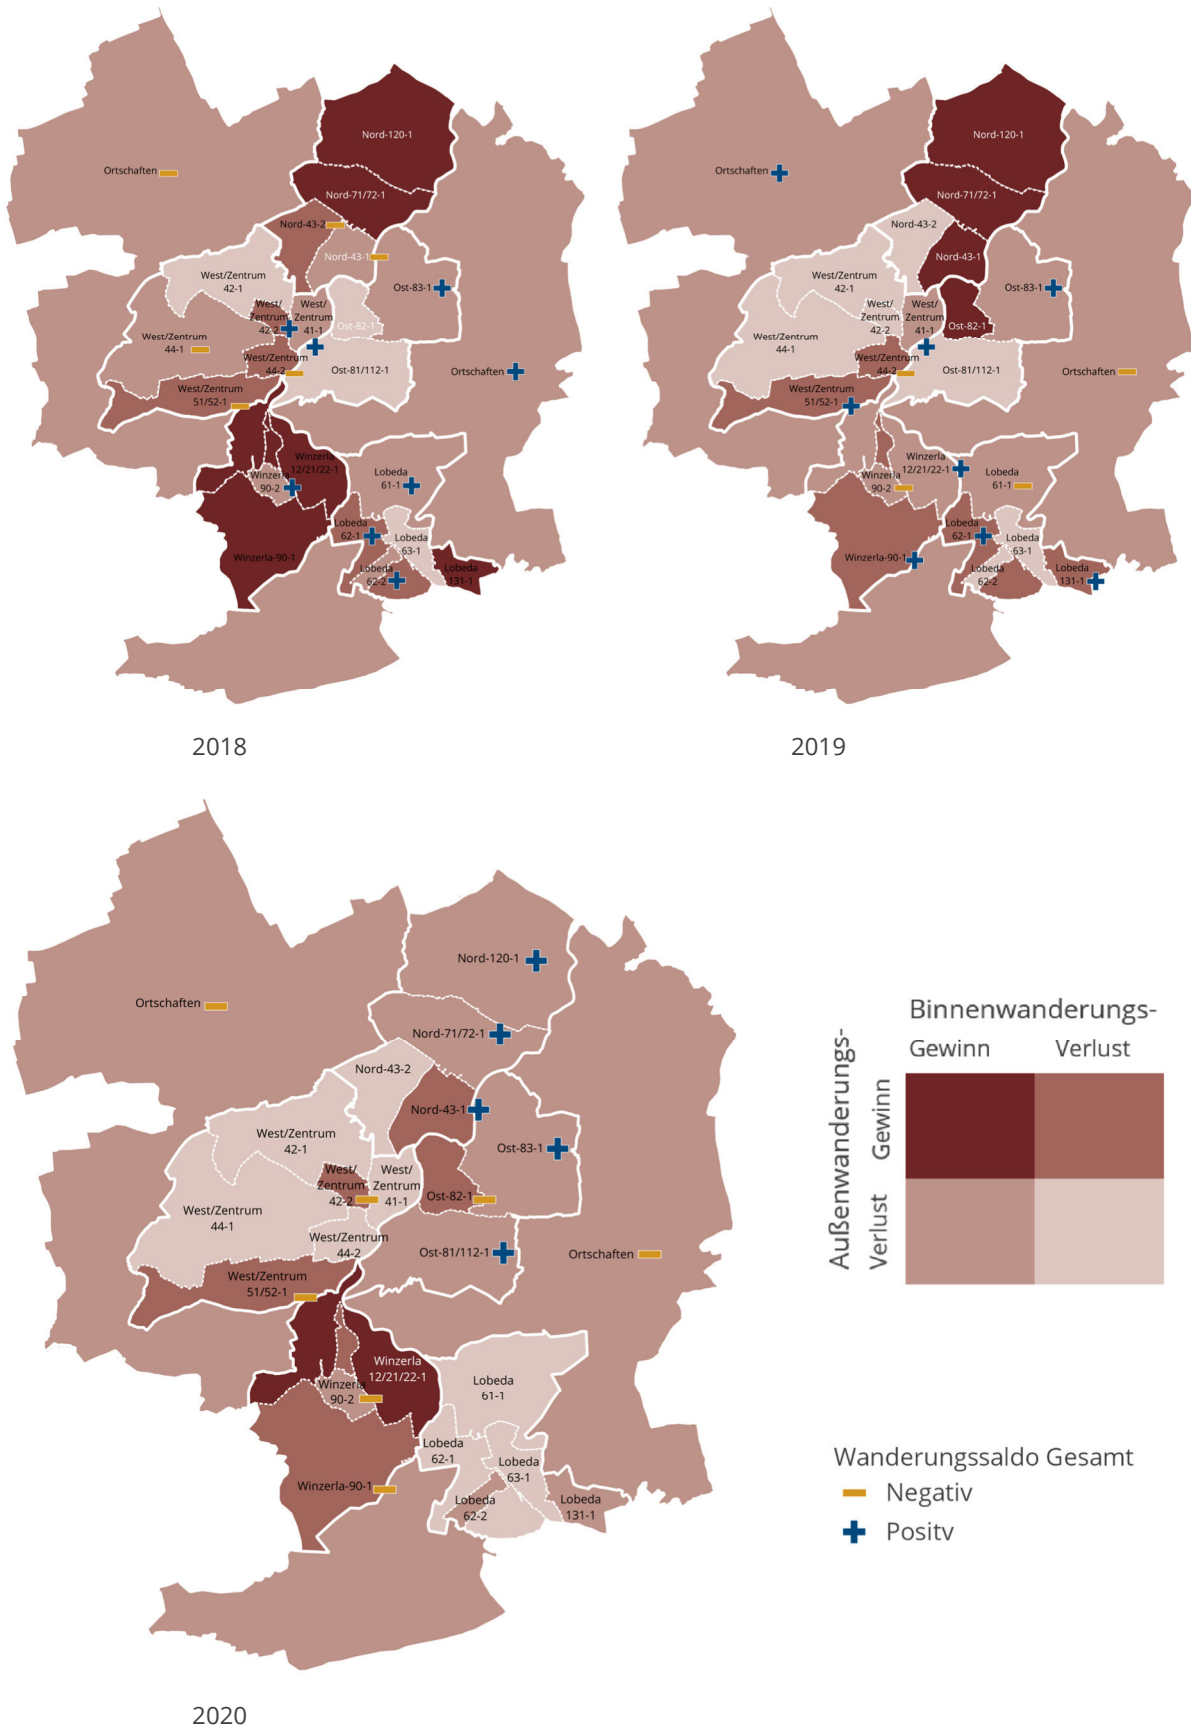 Nord-120-1
Ortschaften
Nord-71/72-1
Nord-43-2
Nord-43-1
West/Zentrum
42-1
Ost-83-1
West/
Zentrum
42-2
West/
Zentrum
41-1
Ost-82-1
West/Zentrum
44-1
West/Zentrum
44-2
Ost-81/112-1
Ortschaften
West/Zentrum
51/52-1
Winzerla
12/21/22-1
Winzerla
90-2
Lobeda
61-1
Lobeda
62-1
Lobeda
63-1
Winzerla-90-1
Lobeda
62-2
Lobeda
131-1
2018
Nord-120-1
Ortschaften
Nord-71/72-1
Nord-43-2
Nord-43-1
West/Zentrum
42-1
Ost-83-1
West/
Zentrum
42-2
West/
Zentrum
41-1
Ost-82-1
West/Zentrum
44-1
West/Zentrum
44-2
Ost-81/112-1
Ortschaften
West/Zentrum
51/52-1
Winzerla
12/21/22-1
Winzerla
90-2
Lobeda
61-1
Lobeda
62-1
Lobeda
63-1
Winzerla-90-1
Lobeda
62-2
Lobeda
131-1
2019
Nord-120-1
Ortschaften
Nord-71/72-1
Nord-43-2
Nord-43-1
West/Zentrum
42-1
Ost-83-1
West/
Zentrum
42-2
West/
Zentrum
41-1
Ost-82-1
West/Zentrum
44-1
West/Zentrum
44-2
Ost-81/112-1
Ortschaften
West/Zentrum
51/52-1
Winzerla
12/21/22-1
Winzerla
90-2
Lobeda
61-1
Lobeda
62-1
Lobeda
63-1
Winzerla-90-1
Lobeda
62-2
Lobeda
131-1
2020
Binnenwanderungs-
Gewinn Verlust
Außenwanderungs-
Gewinn
Verlust
Wanderungssaldo Gesamt
Negativ
Positv